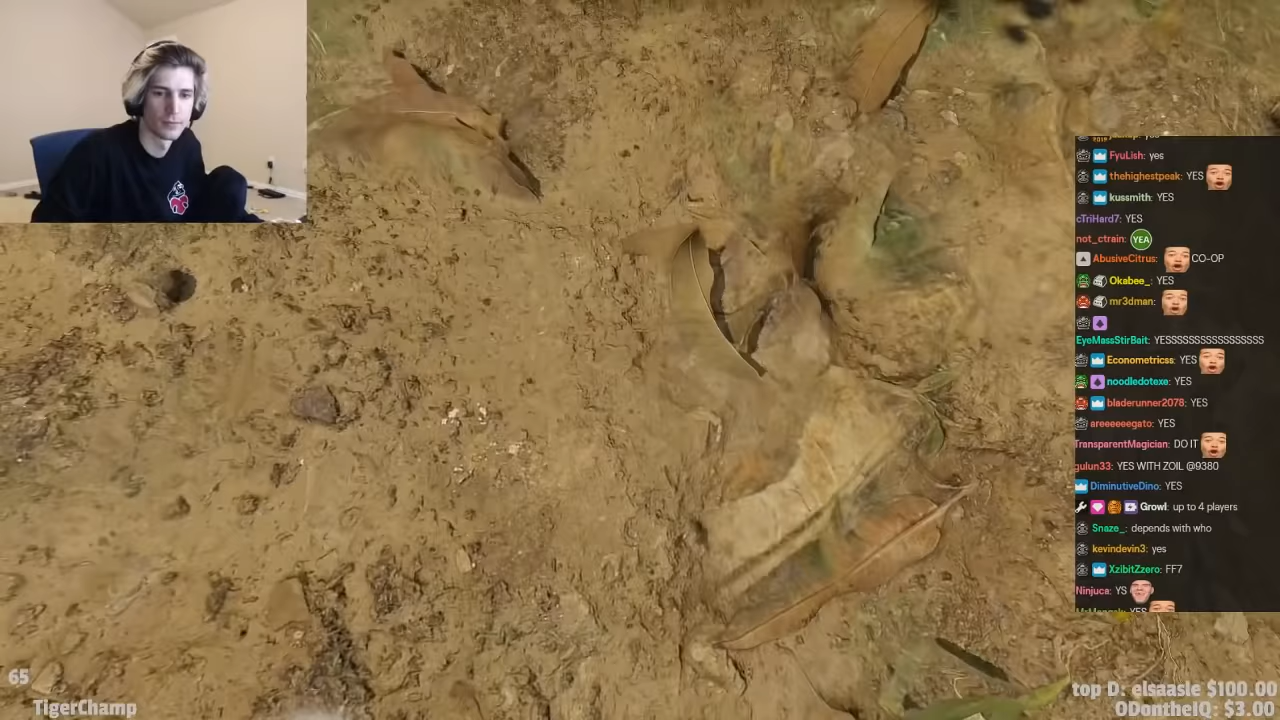 FyuLish: yes
thehighestpeak: YES
kussmith: YES
cTriHard7: YES
not_ctrain: YEA
AbusiveCitrus: CO-OP
Okabee_: YES
mr3dman:
EyeMassStirBait: YESSSSSSSSSSSSSSSSSS
Econometricss: YES
noodledotexe: YES
bladerunner2078: YES
areeeeeegato: YES
TransparentMagician: DO IT
gulun33: YES WITH ZOIL @9380
DiminutiveDino: YES
Growl: up to 4 players
Snaze_: depends with who
kevindevin3: yes
XzibitZzero: FF7
Ninjuca: YS
YES
65
TigerChamp
top D: elsaasle $100.00
ODontheIQ: $3.00